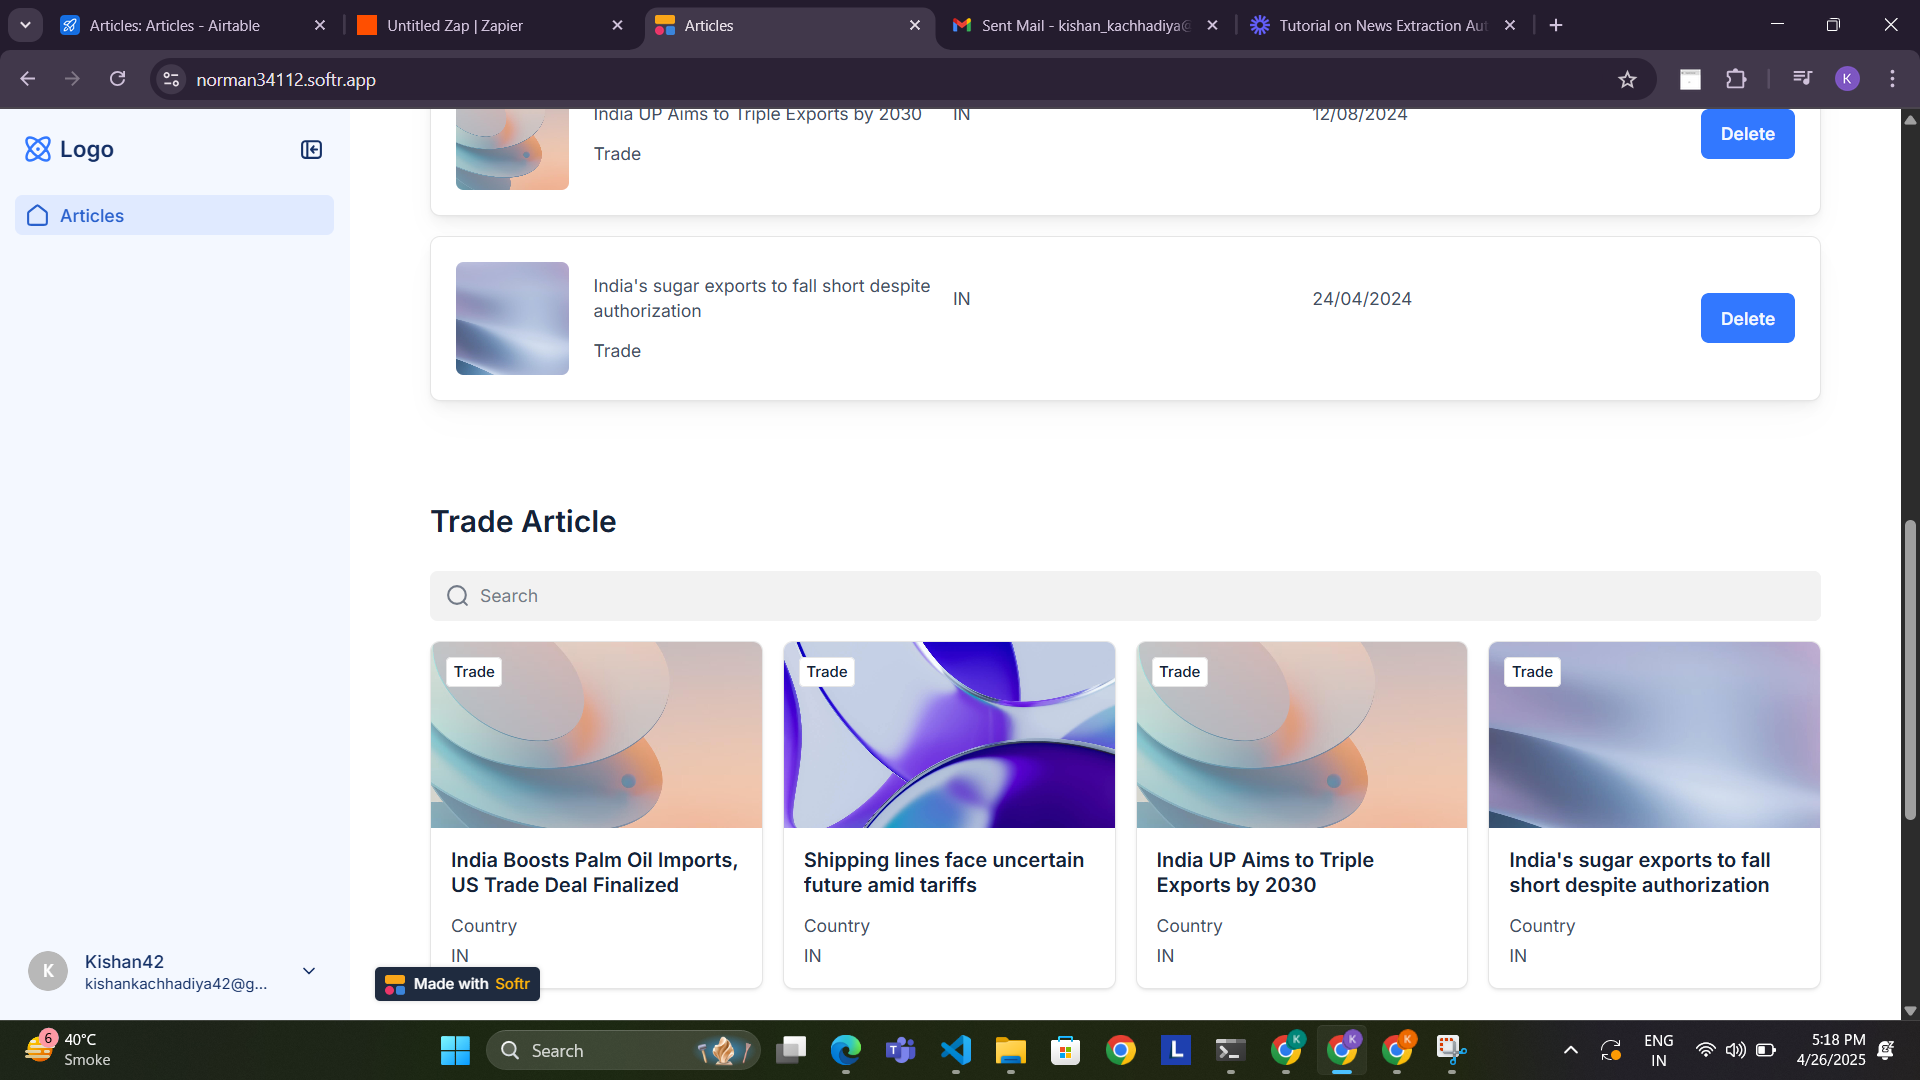 Articles: Articles - Airtable
Untitled Zap | Zapier
Articles
Sent Mail - kishan_kachhadiya@
Tutorial on News Extraction Aut
norman34112.softr.app
K
Logo
Articles
India UP Aims to Triple Exports by 2030
IN
12/08/2024
Trade
Delete
India's sugar exports to fall short despite
authorization
IN
24/04/2024
Trade
Delete
Trade Article
Search
Trade
Trade
Trade
Trade
India Boosts Palm Oil Imports,
US Trade Deal Finalized
Shipping lines face uncertain
future amid tariffs
India UP Aims to Triple
Exports by 2030
India's sugar exports to fall
short despite authorization
Country
Country
Country
Country
IN
IN
IN
IN
K
Kishan42
kishankachhadiya42@g...
Made with Softr
6
40°C
Smoke
Search
T
L
K
K
K
ENG
IN
5:18 PM
4/26/2025